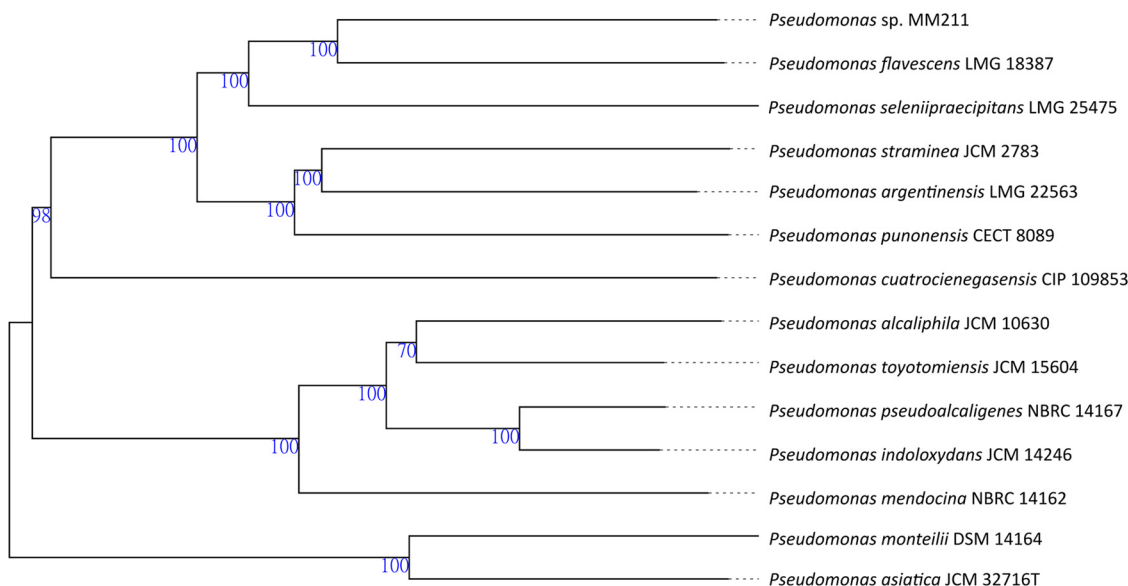 Pseudomonas sp. MM211
100
Pseudomonas flavescens LMG 18387
100
Pseudomonas seleniipraecipitans LMG 25475
100
Pseudomonas straminea JCM 2783
100
Pseudomonas argentinensis LMG 22563
100
98
Pseudomonas punonensis CECT 8089
Pseudomonas cuatrocienegasensis CIP 109853
Pseudomonas alcaliphila JCM 10630
70
Pseudomonas toyotomiensis JCM 15604
100
Pseudomonas pseudoalcaligenes NBRC 14167
100
100
Pseudomonas indoloxydans JCM 14246
Pseudomonas mendocina NBRC 14162
Pseudomonas monteilii DSM 14164
100
Pseudomonas asiatica JCM 32716T